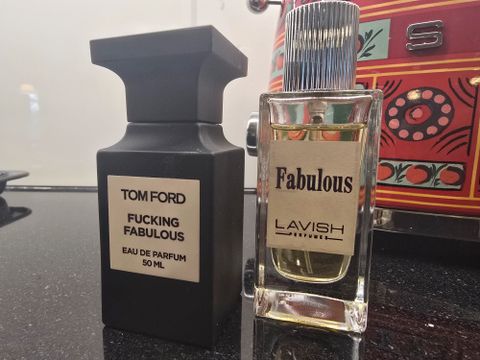 TOM FORD
FUCKING
FABULOUS
EAU DE PARFUM
50 ML
Fabulous
LAVISH
PERFUMES
S